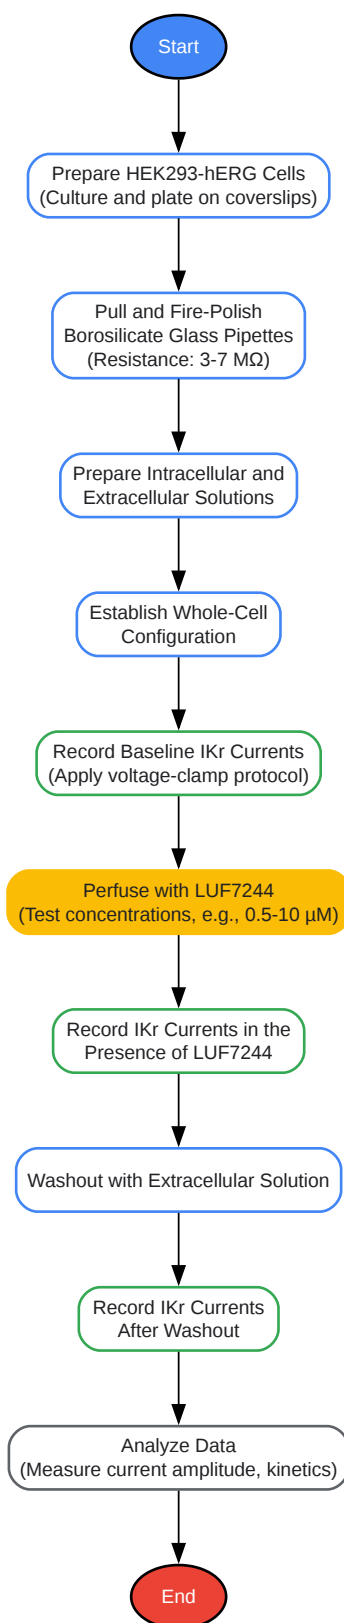 Start
Prepare HEK293-hERG Cells
(Culture and plate on coverslips)
Pull and Fire-Polish
Borosilicate Glass Pipettes
(Resistance: 3-7 MΩ)
Prepare Intracellular and
Extracellular Solutions
Establish Whole-Cell
Configuration
Record Baseline IKr Currents
(Apply voltage-clamp protocol)
Perfuse with LUF7244
(Test concentrations, e.g., 0.5-10 µM)
Record IKr Currents in the
Presence of LUF7244
Washout with Extracellular Solution
Record IKr Currents
After Washout
Analyze Data
(Measure current amplitude, kinetics)
End